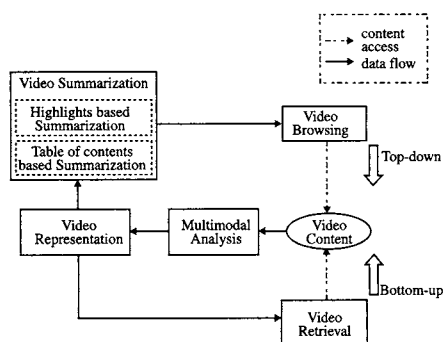 content
access
data flow
Video Summarization
Highlights based
Summarization
Table of contents
based Summarization
Video
Browsing
Top-down
Video
Representation
Multimodal
Analysis
Video
Content
Bottom-up
Video
Retrieval